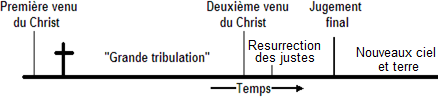 Première venu
du Christ
Deuxième venu
du Christ
Jugement
final
"Grande tribulation"
Resurrection
des justes
Nouveaux ciel
et terre
Temps